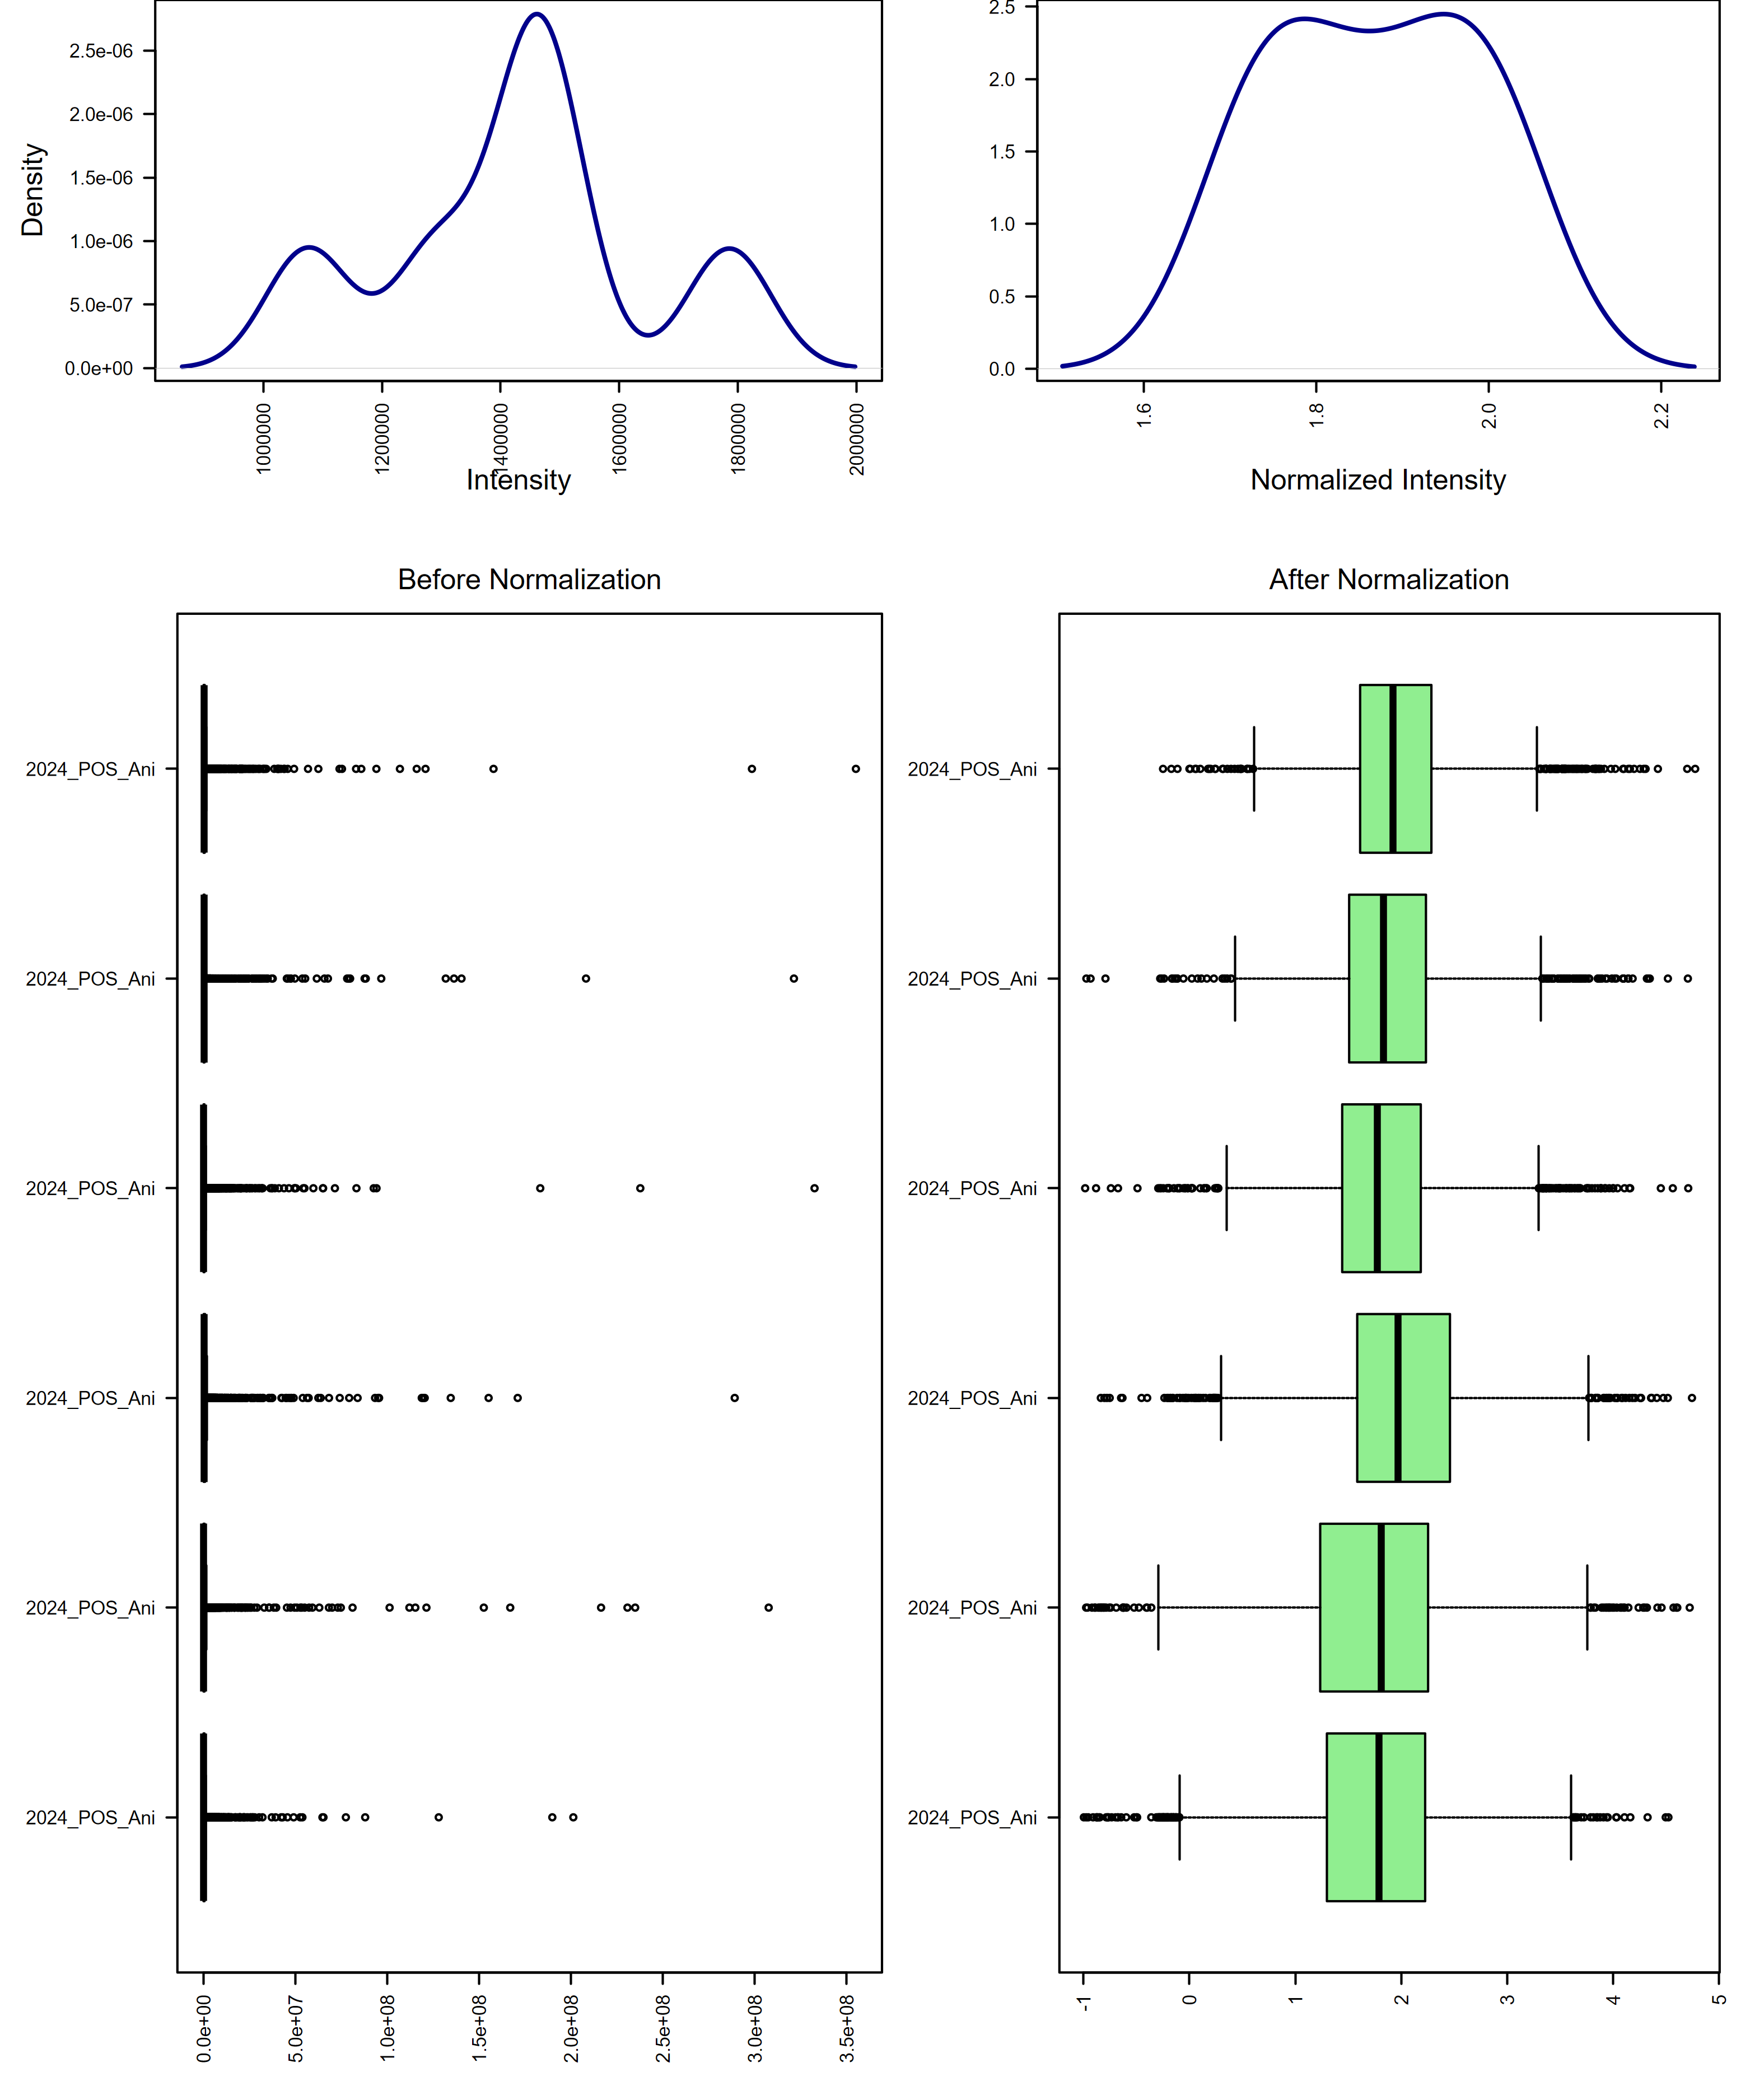 Density
2.5e-06
2.0e-06
1.5e-06
1.0e-06
5.0e-07
0.0e+00
1000000
1200000
1400000
1600000
1800000
2000000
Intensity
2.5
2.0
1.5
1.0
0.5
0.0
1.6
1.8
2.0
2.2
Normalized Intensity
Before Normalization
2024_POS_Ani
2024_POS_Ani
2024_POS_Ani
2024_POS_Ani
2024_POS_Ani
2024_POS_Ani
0.0e+00
5.0e+07
1.0e+08
1.5e+08
2.0e+08
2.5e+08
3.0e+08
3.5e+08
After Normalization
2024_POS_Ani
2024_POS_Ani
2024_POS_Ani
2024_POS_Ani
2024_POS_Ani
2024_POS_Ani
-1
0
1
2
3
4
5